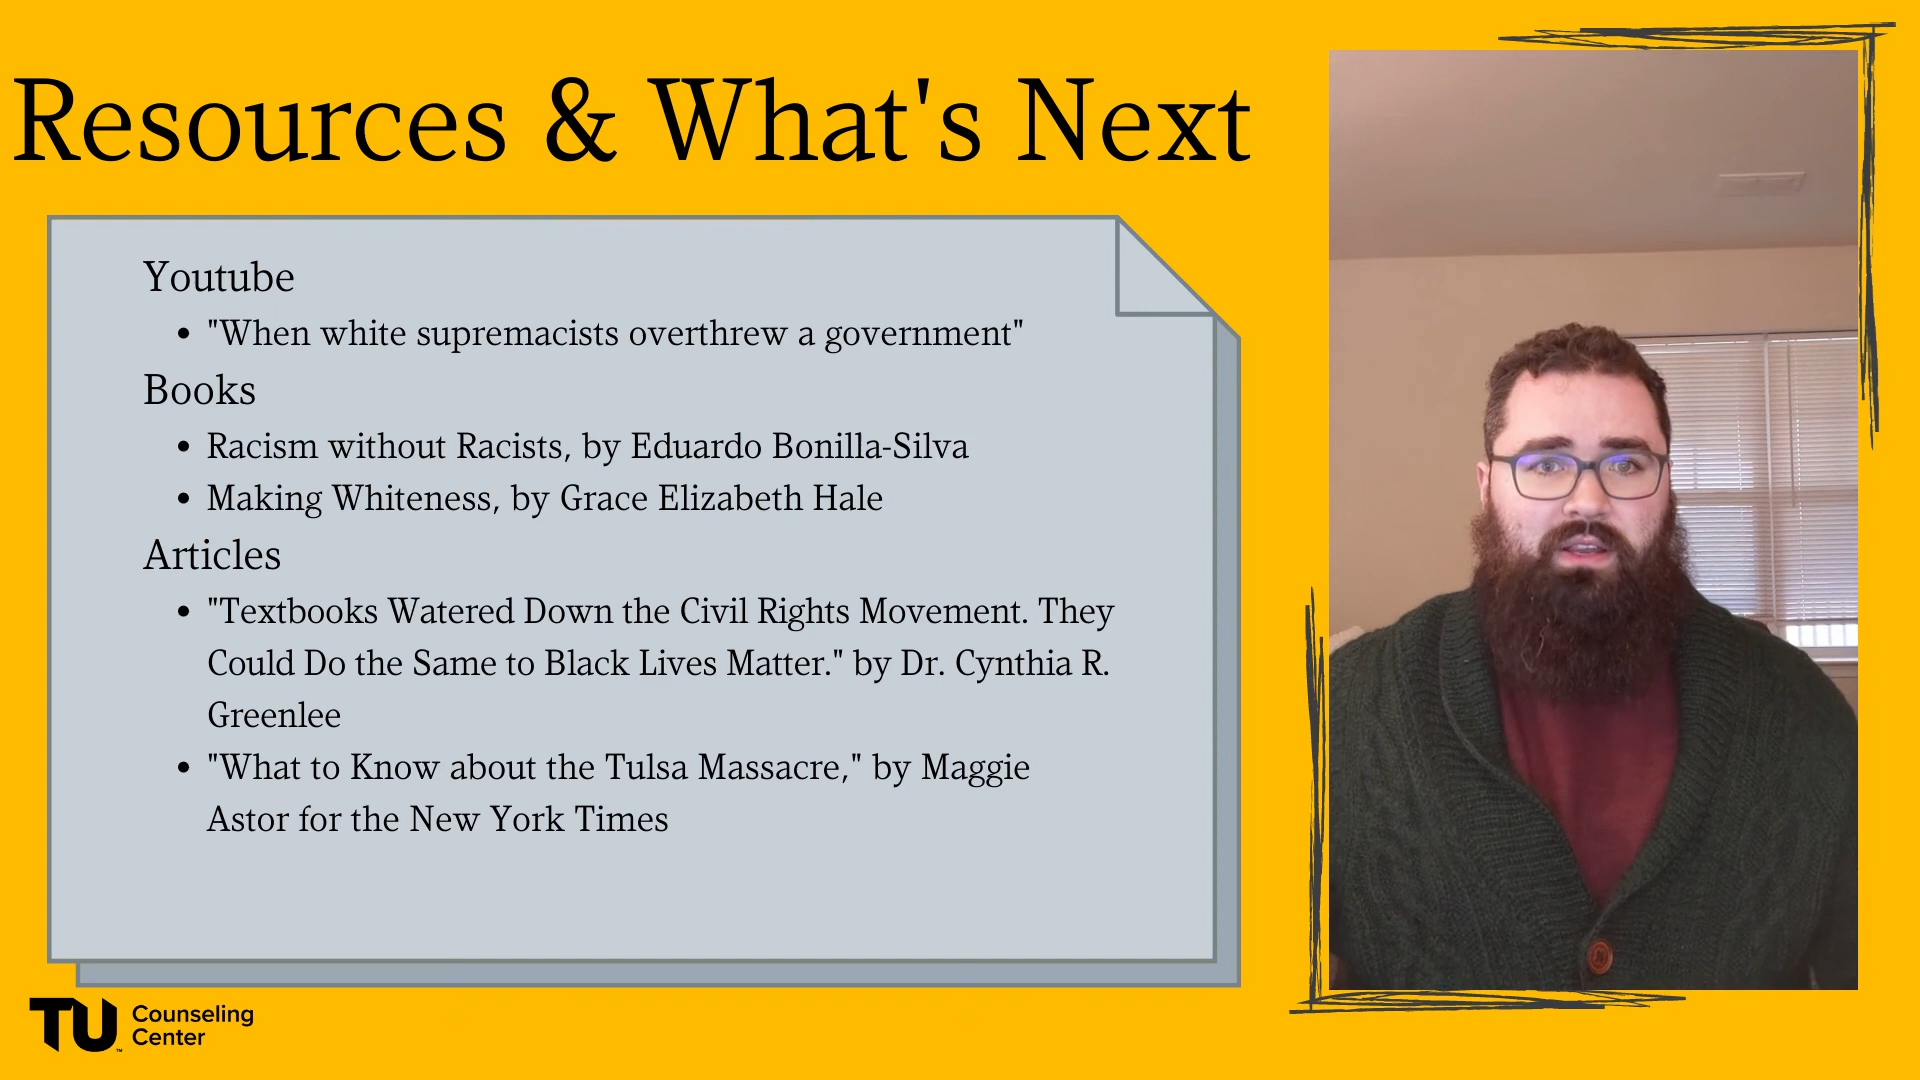 Resources & What's Next
Youtube
• "When white supremacists overthrew a government"
Books
• Racism without Racists, by Eduardo Bonilla-Silva
• Making Whiteness, by Grace Elizabeth Hale
Articles
• "Textbooks Watered Down the Civil Rights Movement. They
Could Do the Same to Black Lives Matter." by Dr. Cynthia R.
Greenlee
• "What to Know about the Tulsa Massacre," by Maggie
Astor for the New York Times
TU™ Counseling
Center